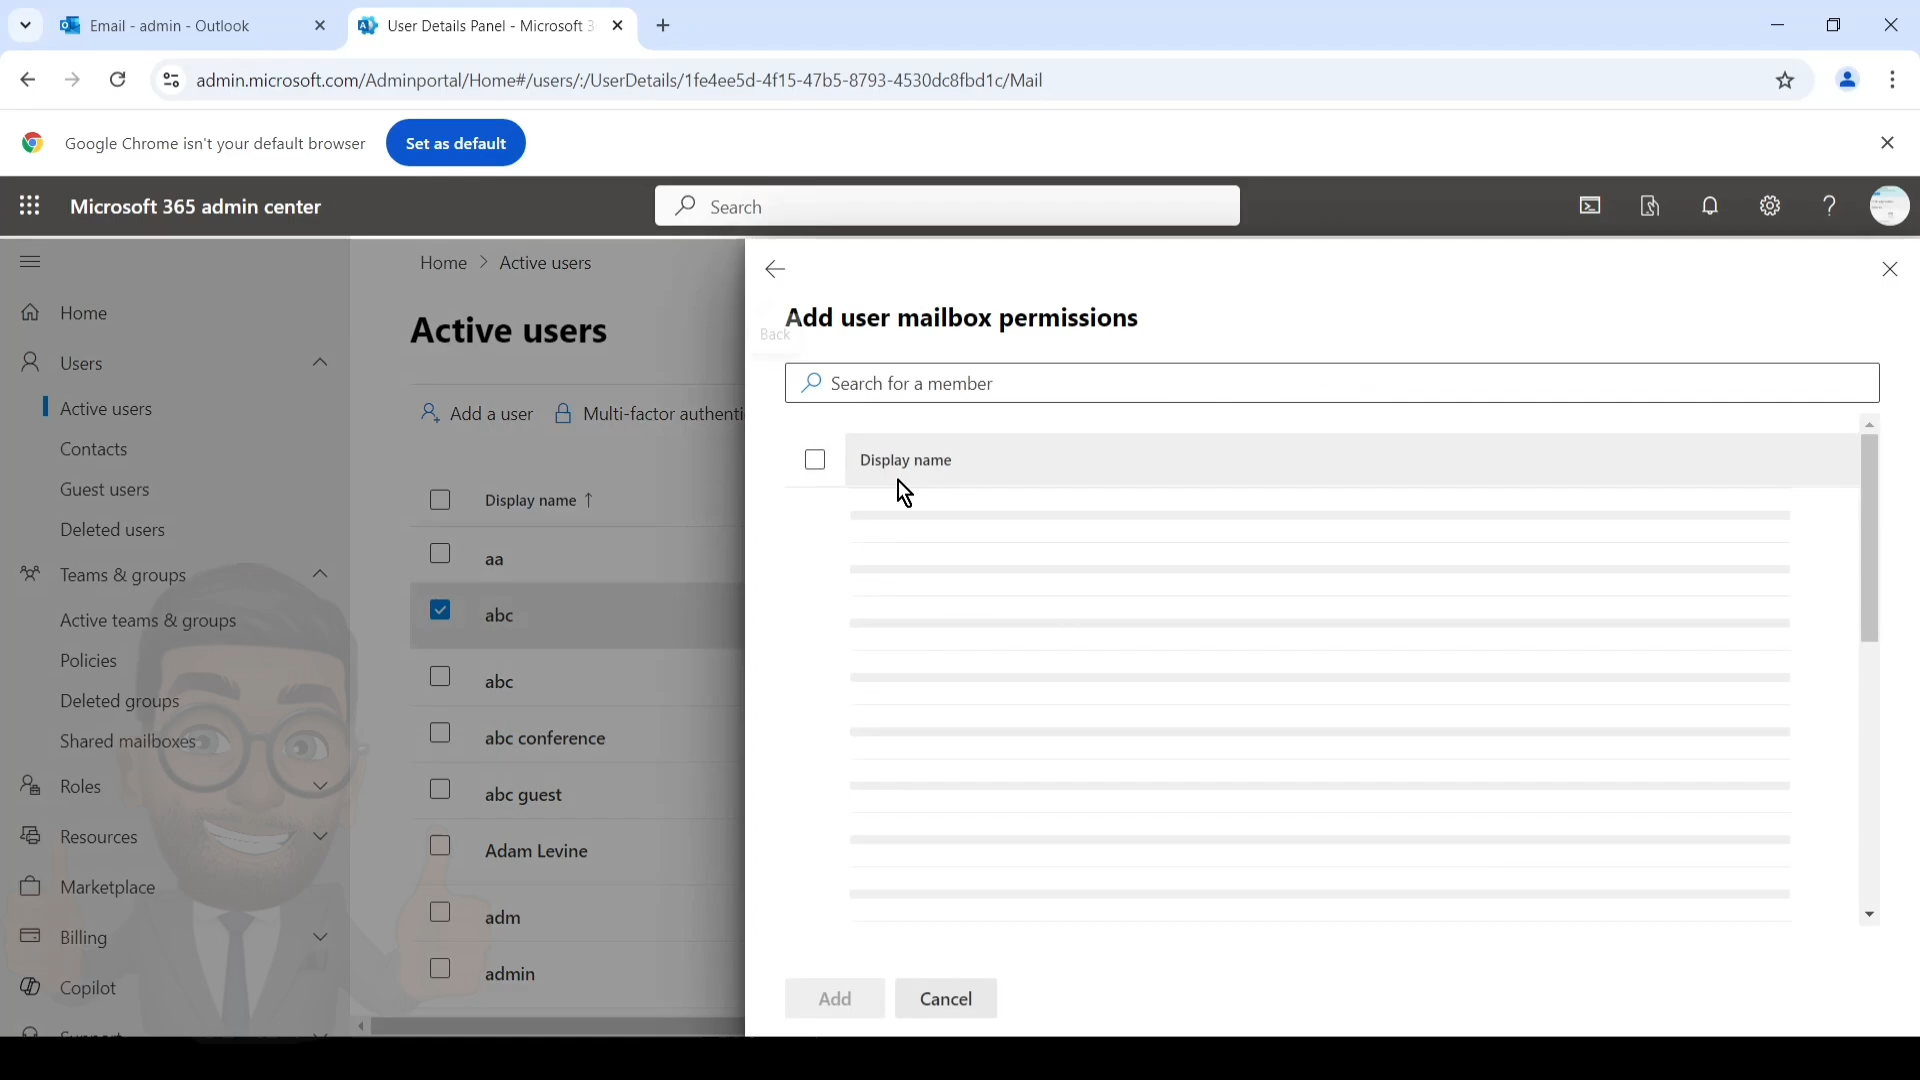 Email - admin - Outlook
User Details Panel - Microsoft 3
admin.microsoft.com/Adminportal/Home#/users/:/UserDetails/1fe4ee5d-4f15-47b5-8793-4530dc8fbd1c/Mail
Google Chrome isn't your default browser
Set as default
Microsoft 365 admin center
Search
Home
Users
Active users
Contacts
Guest users
Deleted users
Teams & groups
Active teams & groups
Policies
Deleted groups
Shared mailboxes
Roles
Resources
Marketplace
Billing
Copilot
Support
Home > Active users
Active users
Add a user
Multi-factor authenti
Display name ↑
aa
abc
abc
abc conference
abc guest
Adam Levine
adm
admin
Back
Add user mailbox permissions
Search for a member
Display name
Add
Cancel